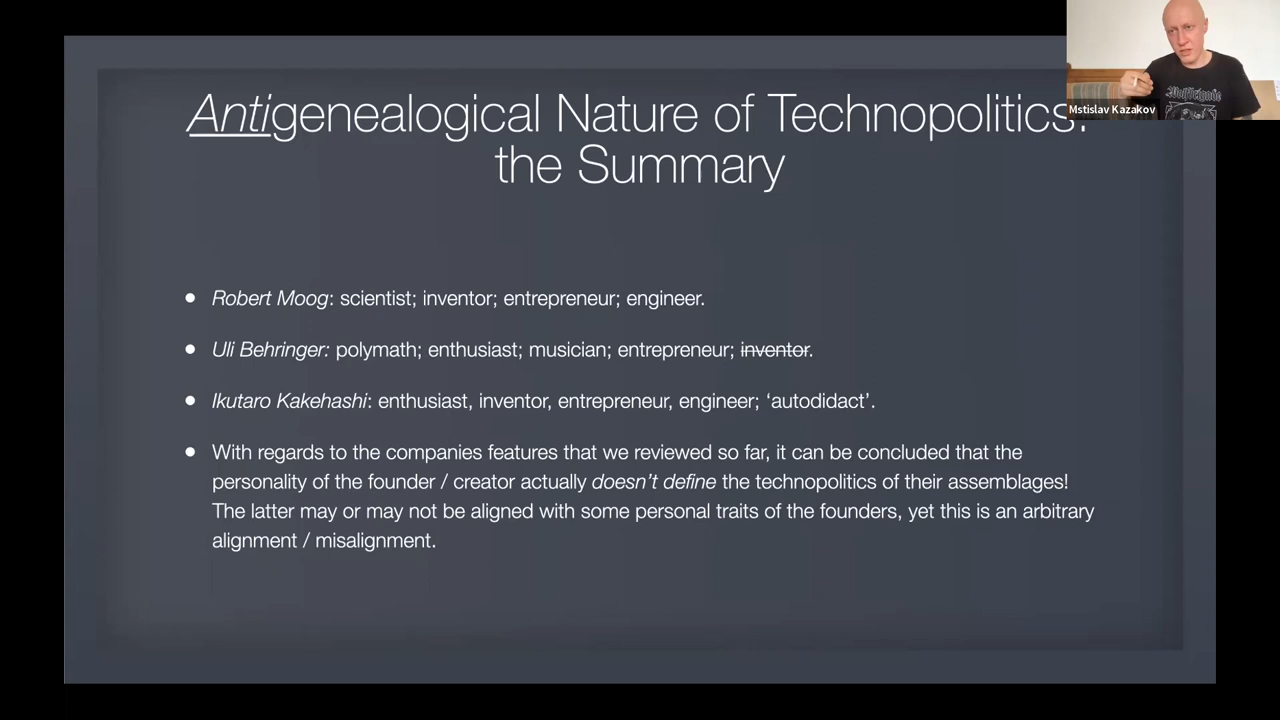 Antigenealogical Nature of Technopolitics:
the Summary
Wolfbrigade
Mstislav Kazakov
● Robert Moog: scientist; inventor; entrepreneur; engineer.
● Uli Behringer: polymath; enthusiast; musician; entrepreneur; inventor.
● Ikutaro Kakehashi: enthusiast, inventor, entrepreneur, engineer; ‘autodidact’.
● With regards to the companies features that we reviewed so far, it can be concluded that the
personality of the founder / creator actually doesn’t define the technopolitics of their assemblages!
The latter may or may not be aligned with some personal traits of the founders, yet this is an arbitrary
alignment / misalignment.